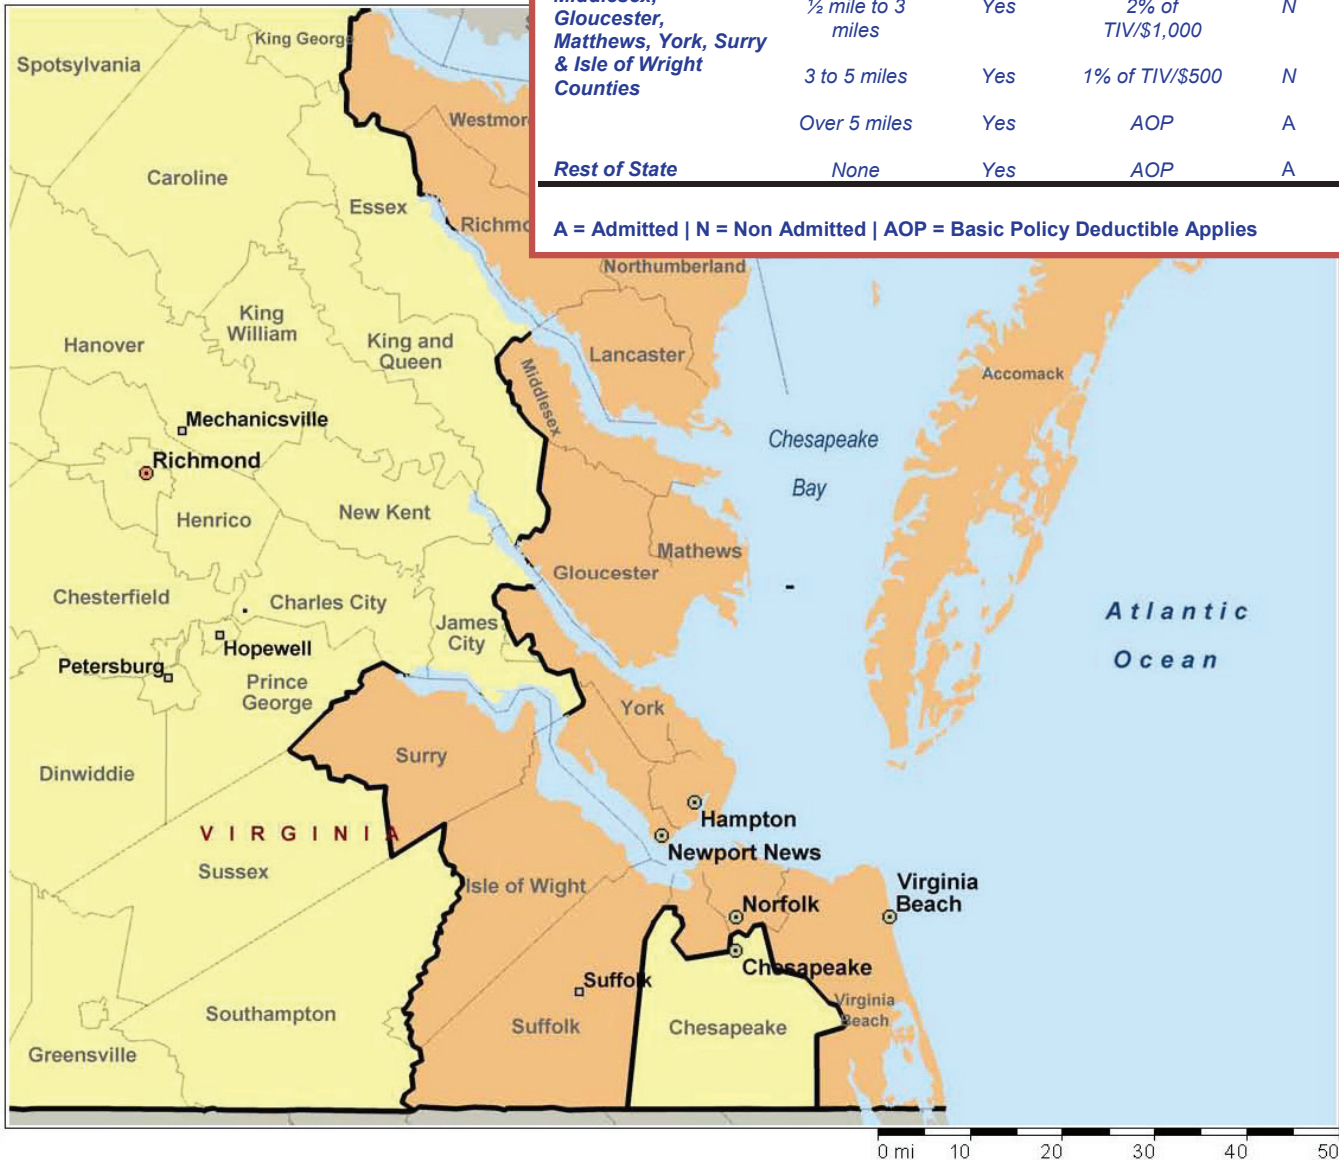 Middlesex, ½ mile to 3 Yes 2% of N
Gloucester, miles TIV/$1,000
Matthews, York, Surry
& Isle of Wright 3 to 5 miles Yes 1% of TIV/$500 N
Counties
Over 5 miles Yes AOP A
Rest of State None Yes AOP A
A = Admitted | N = Non Admitted | AOP = Basic Policy Deductible Applies
King George
Spotsylvania
Westmor
Caroline
Essex
Richmo
Northumberland
King
William
Hanover
King and
Queen
Lancaster
Middlesex
Accomack
Mechanicsville
Chesapeake
Bay
Richmond
Henrico
New Kent
Mathews
Gloucester
Chesterfield
Charles City
James
City
Atlantic
Ocean
Hopewell
Petersburg
Prince
George
York
Surry
Dinwiddie
VIRGINIA
Hampton
Newport News
Sussex
Isle of Wight
Virginia
Beach
Norfolk
Chesapeake
Suffolk
Virginia
Beach
Southampton
Suffolk
Chesapeake
Greensville
0 mi 10 20 30 40 50